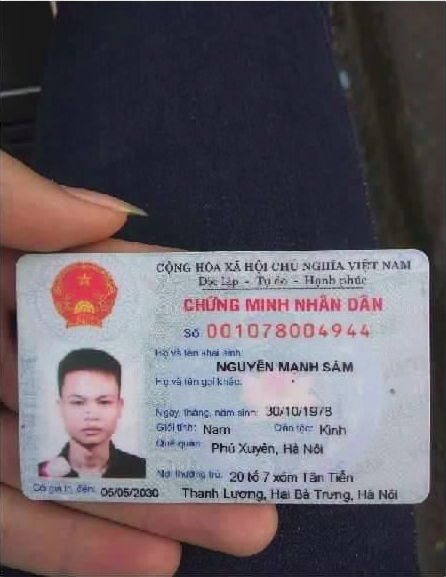 CỘNG HÒA XÃ HỘI CHỦ NGHĨA VIỆT NAM
Độc lập - Tự do - Hạnh phúc
CHỨNG MINH NHÂN DÂN
Số 001078004944
Họ và tên khai sinh:
NGUYỄN MẠNH SÂM
Họ và tên gọi khác:
Ngày, tháng, năm sinh: 30/10/1978
Giới tính: Nam Dân tộc: Kinh
Quê quán: Phú Xuyên, Hà Nội
Nơi thường trú: 20 tổ 7 xóm Tân Tiến
Có giá trị đến: 05/05/2030 Thanh Lương, Hai Bà Trưng, Hà Nôi